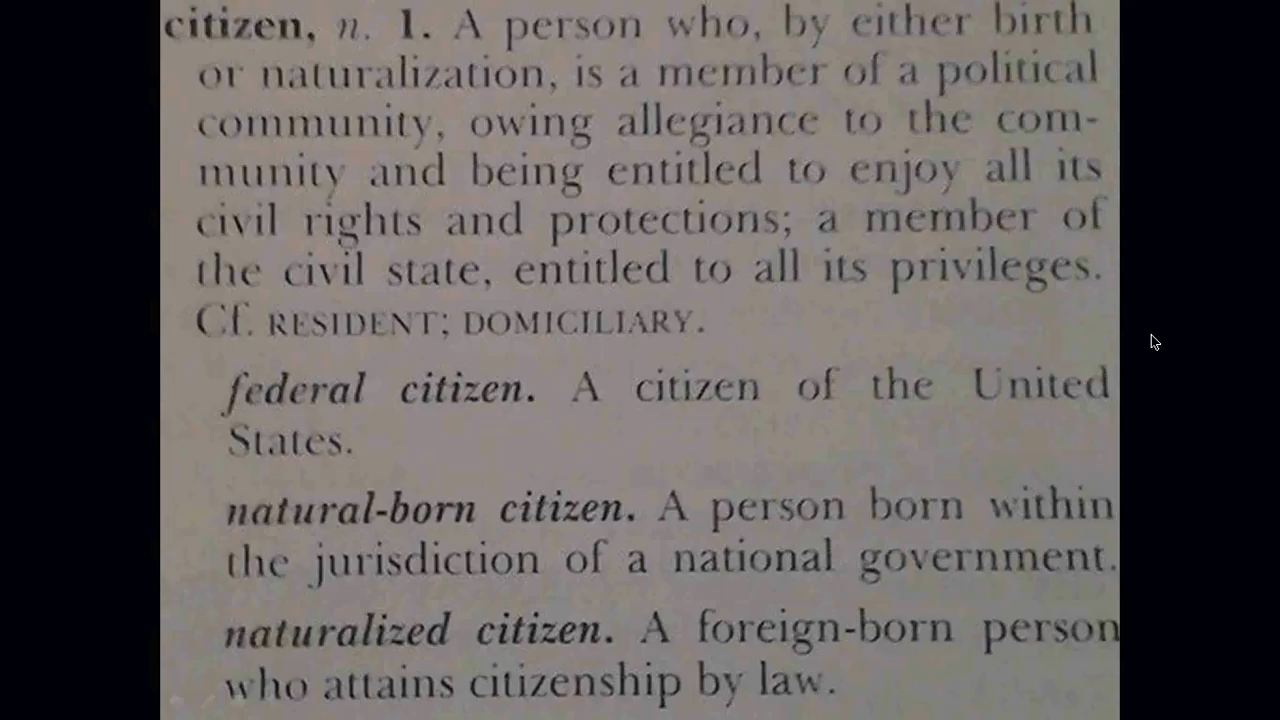 citizen, n. 1. A person who, by either birth
or naturalization, is a member of a political
community, owing allegiance to the com-
munity and being entitled to enjoy all its
civil rights and protections; a member of
the civil state, entitled to all its privileges.
Cf. RESIDENT; DOMICILIARY.
federal citizen. A citizen of the United
States.
natural-born citizen. A person born within
the jurisdiction of a national government.
naturalized citizen. A foreign-born person
who attains citizenship by law.